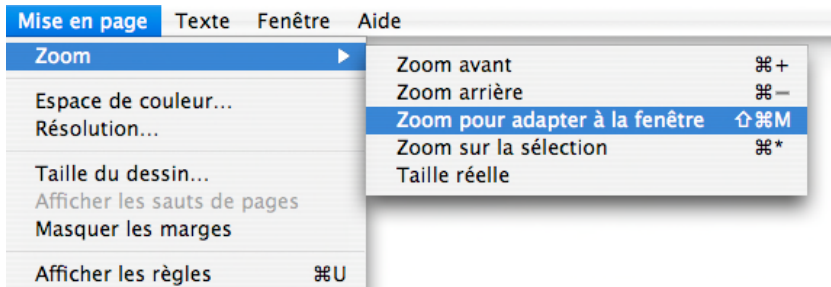 Mise en page Texte Fenêtre Aide
Zoom ▶
Espace de couleur...
Résolution...
Taille du dessin...
Afficher les sauts de pages
Masquer les marges
Afficher les règles ⌘U
Zoom avant ⌘+
Zoom arrière ⌘−
Zoom pour adapter à la fenêtre ⇧⌘M
Zoom sur la sélection ⌘*
Taille réelle